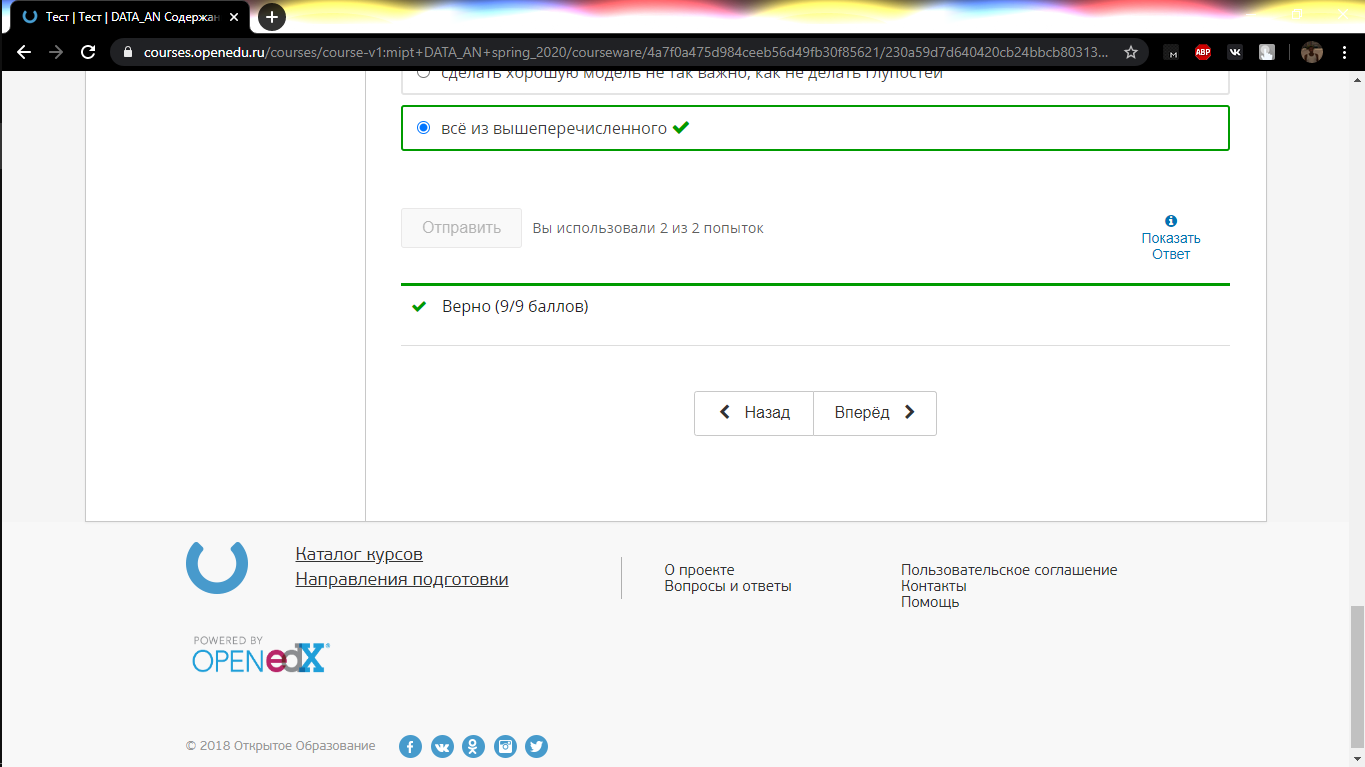 Тест | Тест | DATA_AN Содержан
courses.openedu.ru/courses/course-v1:mipt+DATA_AN+spring_2020/courseware/4a7f0a475d984ceeb56d49fb30f85621/230a59d7d640420cb24bbcb80313...
M
ABP
сделать хорошую модель не так важно, как не делать глупостей
всё из вышеперечисленного
Отправить
Вы использовали 2 из 2 попыток
Показать
Ответ
Верно (9/9 баллов)
Назад
Вперёд
Каталог курсов
Направления подготовки
О проекте
Вопросы и ответы
Пользовательское соглашение
Контакты
Помощь
POWERED BY
OPEN edX
© 2018 Открытое Образование